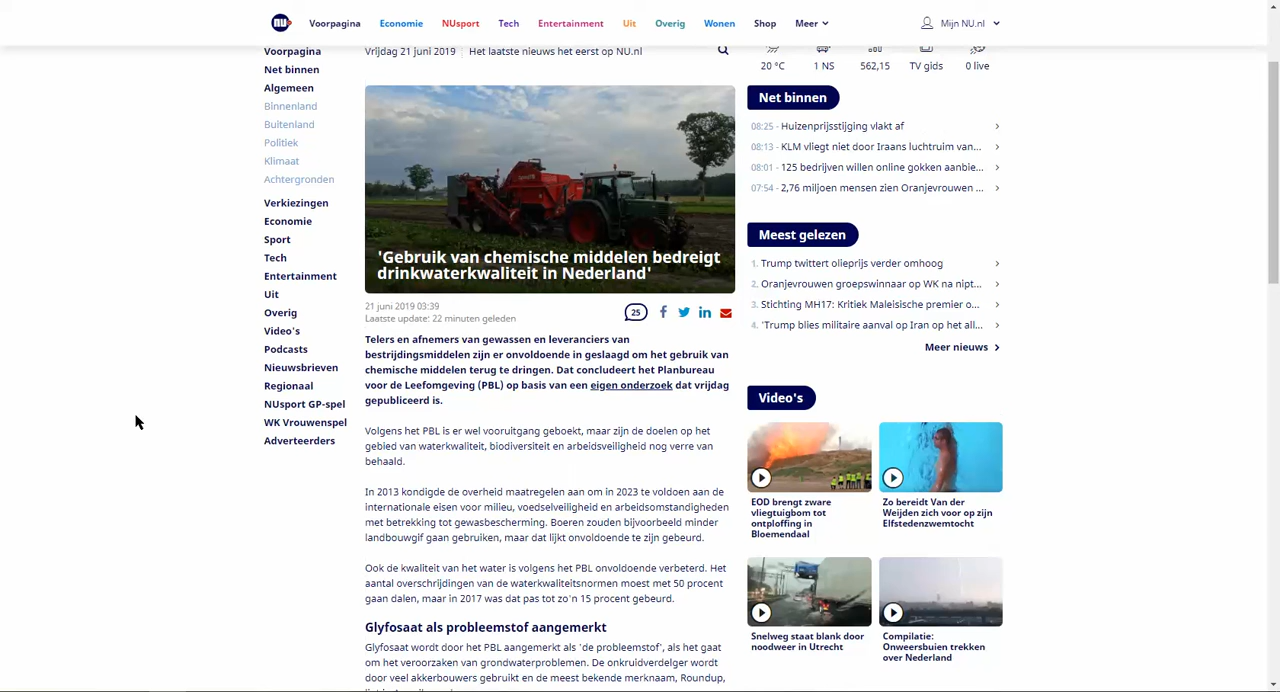 NU
Voorpagina Economie NUsport Tech Entertainment Uit Overig Wonen Shop Meer Mijn NU.nl
Vrijdag 21 juni 2019 Het laatste nieuws het eerst op NU.nl
20 °C 1 NS 562,15 TV gids 0 live
Voorpagina
Net binnen
Algemeen
Binnenland
Buitenland
Politiek
Klimaat
Achtergronden
Verkiezingen
Economie
Sport
Tech
Entertainment
Uit
Overig
Video's
Podcasts
Nieuwsbrieven
Regionaal
NUsport GP-spel
WK Vrouwenspel
Adverteerders
'Gebruik van chemische middelen bedreigt
drinkwaterkwaliteit in Nederland'
21 juni 2019 03:39
Laatste update: 22 minuten geleden
25
Telers en afnemers van gewassen en leveranciers van
bestrijdingsmiddelen zijn er onvoldoende in geslaagd om het gebruik van
chemische middelen terug te dringen. Dat concludeert het Planbureau
voor de Leefomgeving (PBL) op basis van een eigen onderzoek dat vrijdag
gepubliceerd is.
Volgens het PBL is er wel vooruitgang geboekt, maar zijn de doelen op het
gebied van waterkwaliteit, biodiversiteit en arbeidsveiligheid nog verre van
behaald.
In 2013 kondigde de overheid maatregelen aan om in 2023 te voldoen aan de
internationale eisen voor milieu, voedselveiligheid en arbeidsomstandigheden
met betrekking tot gewasbescherming. Boeren zouden bijvoorbeeld minder
landbouwgif gaan gebruiken, maar dat lijkt onvoldoende te zijn gebeurd.
Ook de kwaliteit van het water is volgens het PBL onvoldoende verbeterd. Het
aantal overschrijdingen van de waterkwaliteitsnormen moest met 50 procent
gaan dalen, maar in 2017 was dat pas tot zo'n 15 procent gebeurd.
Glyfosaat als probleemstof aangemerkt
Glyfosaat wordt door het PBL aangemerkt als 'de probleemstof', als het gaat
om het veroorzaken van grondwaterproblemen. De onkruidverdelger wordt
door veel akkerbouwers gebruikt en de meest bekende merknaam, Roundup,
Net binnen
08:25 - Huizenprijsstijging vlakt af
08:13 - KLM vliegt niet door Iraans luchtruim van...
08:01 - 125 bedrijven willen online gokken aanbie...
07:54 - 2,76 miljoen mensen zien Oranjevrouwen ...
Meest gelezen
1. Trump twittert olieprijs verder omhoog
2. Oranjevrouwen groepswinnaar op WK na nipt...
3. Stichting MH17: Kritiek Maleisische premier o...
4. 'Trump blies militaire aanval op Iran op het all...
Meer nieuws
Video's
EOD brengt zware
vliegtuigbom tot
ontploffing in
Bloemendaal
Zo bereidt Van der
Weijden zich voor op zijn
Elfstedenzwemtocht
Snelweg staat blank door
noodweer in Utrecht
Compilatie:
Onweersbuien trekken
over Nederland